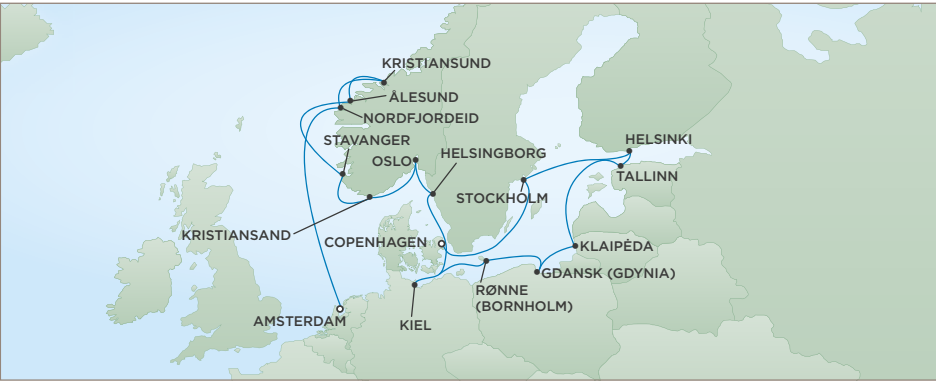 KRISTIANSUND
ÅLESUND
NORDFJORDEID
STAVANGER
OSLO
HELSINGBORG
HELSINKI
TALLINN
STOCKHOLM
KRISTIANSAND
COPENHAGEN
KLAIPĖDA
GDANSK (GDYNIA)
RØNNE
(BORNHOLM)
AMSTERDAM
KIEL